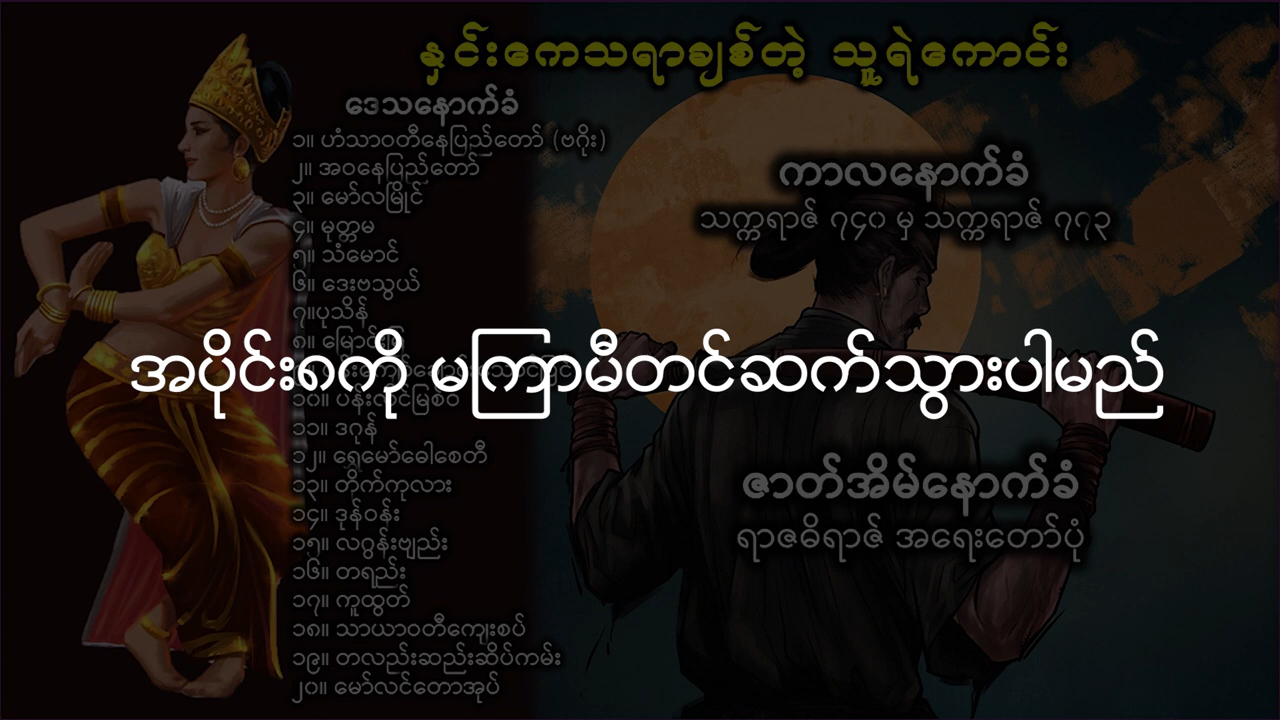 နှင်းကေသရာချစ်တဲ့ သူရဲကောင်း
ဒေသနောက်ခံ
၁။ ဟံသာဝတီနေပြည်တော် (ဗဂိုး)
၂။ အဝနေပြည်တော်
၃။ မော်လမြိုင်
၄။ မုတ္တမ
၅။ သံမောင်
၆။ ဒေးဗသွယ်
၇။ပုသိန်
၈။
၁၀။ ပန်းလှိုင်မြစ်ဝ
၁၁။ ဒဂုန်
၁၂။ ရွှေမော်ဓေါစေတီ
၁၃။ တိုက်ကုလား
၁၄။ ဒုန်ဝန်း
၁၅။ လဂွန်းဗျည်း
၁၆။ တရည်း
၁၇။ ကူထွတ်
၁၈။ သာယာဝတီကျေးစပ်
၁၉။ တလည်းဆည်းဆိပ်ကမ်း
၂၀။ မော်လင်တောအုပ်
ကာလနောက်ခံ
သက္ကရာဇ် ၇၄၀ မှ သက္ကရာဇ် ၇၇၃
အပိုင်း၈ကို မကြာမီတင်ဆက်သွားပါမည်
ဇာတ်အိမ်နောက်ခံ
ရာဇဓိရာဇ် အရေးတော်ပုံ